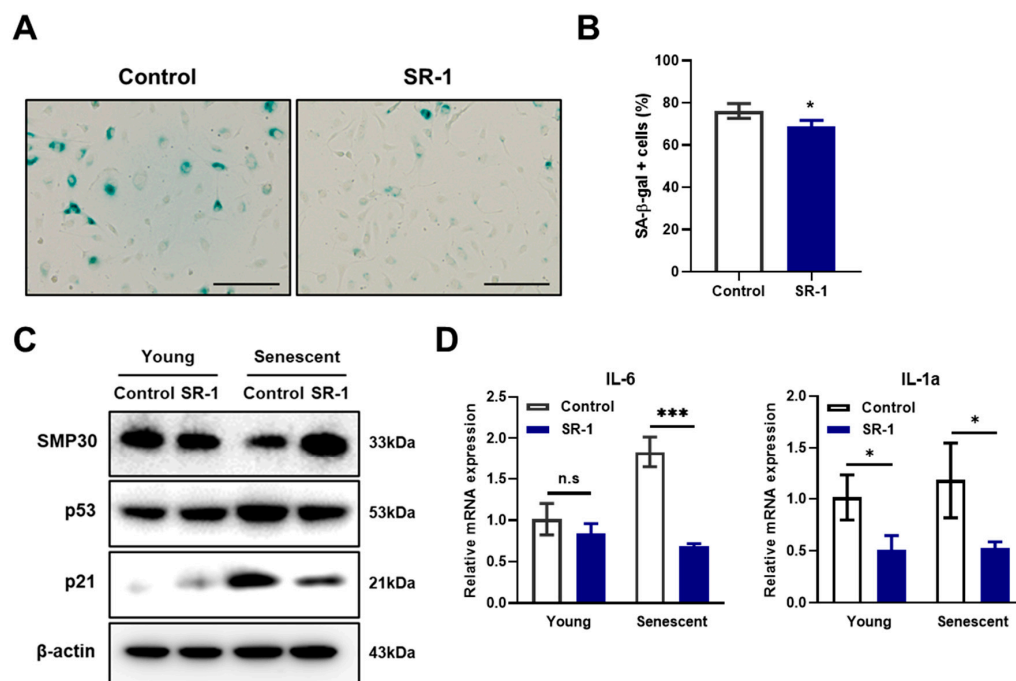 A
Control
SR-1
B
SA-β-gal + cells (%)
100
80
60
40
20
0
*
Control
SR-1
C
Young
Senescent
Control SR-1
Control SR-1
SMP30
33kDa
p53
53kDa
p21
21kDa
β-actin
43kDa
D
IL-6
Relative mRNA expression
2.5
2.0
1.5
1.0
0.5
0.0
Control
SR-1
n.s
***
Young
Senescent
IL-1a
Relative mRNA expression
2.0
1.5
1.0
0.5
0.0
Control
SR-1
*
*
Young
Senescent